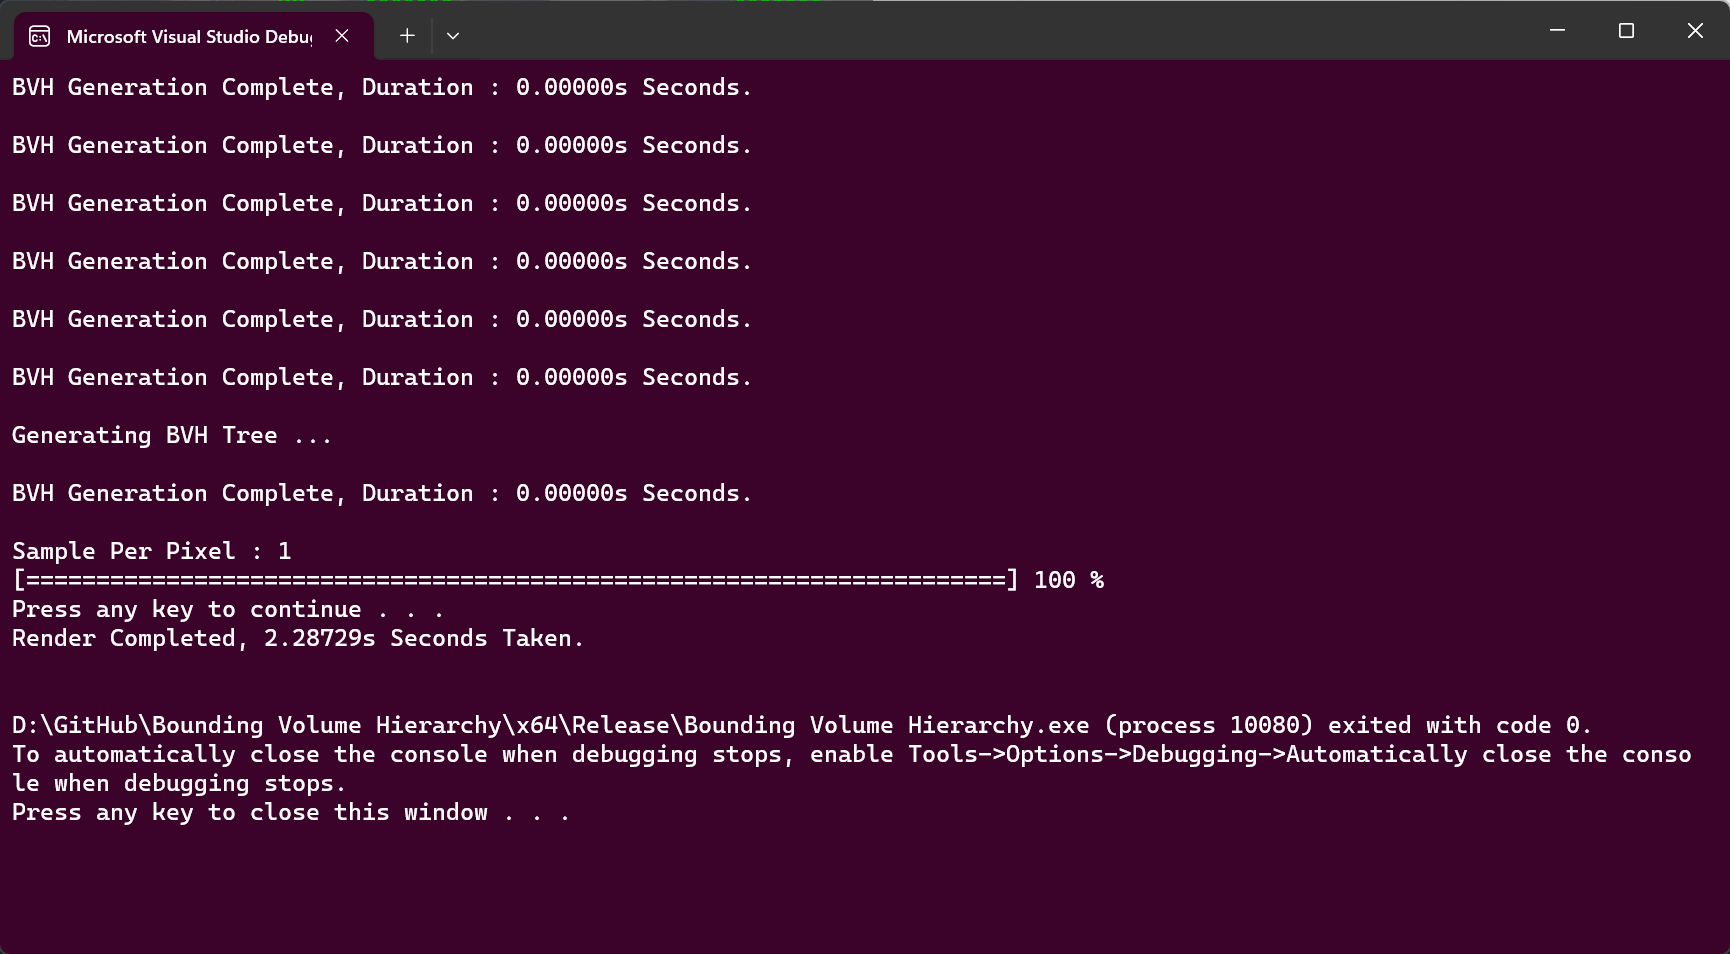 Microsoft Visual Studio Debug
BVH Generation Complete, Duration : 0.00000s Seconds.
BVH Generation Complete, Duration : 0.00000s Seconds.
BVH Generation Complete, Duration : 0.00000s Seconds.
BVH Generation Complete, Duration : 0.00000s Seconds.
BVH Generation Complete, Duration : 0.00000s Seconds.
BVH Generation Complete, Duration : 0.00000s Seconds.
Generating BVH Tree ...
BVH Generation Complete, Duration : 0.00000s Seconds.
Sample Per Pixel : 1
[======================================================================] 100 %
Press any key to continue . . .
Render Completed, 2.28729s Seconds Taken.
D:\GitHub\Bounding Volume Hierarchy\x64\Release\Bounding Volume Hierarchy.exe (process 10080) exited with code 0.
To automatically close the console when debugging stops, enable Tools->Options->Debugging->Automatically close the conso
le when debugging stops.
Press any key to close this window . . .